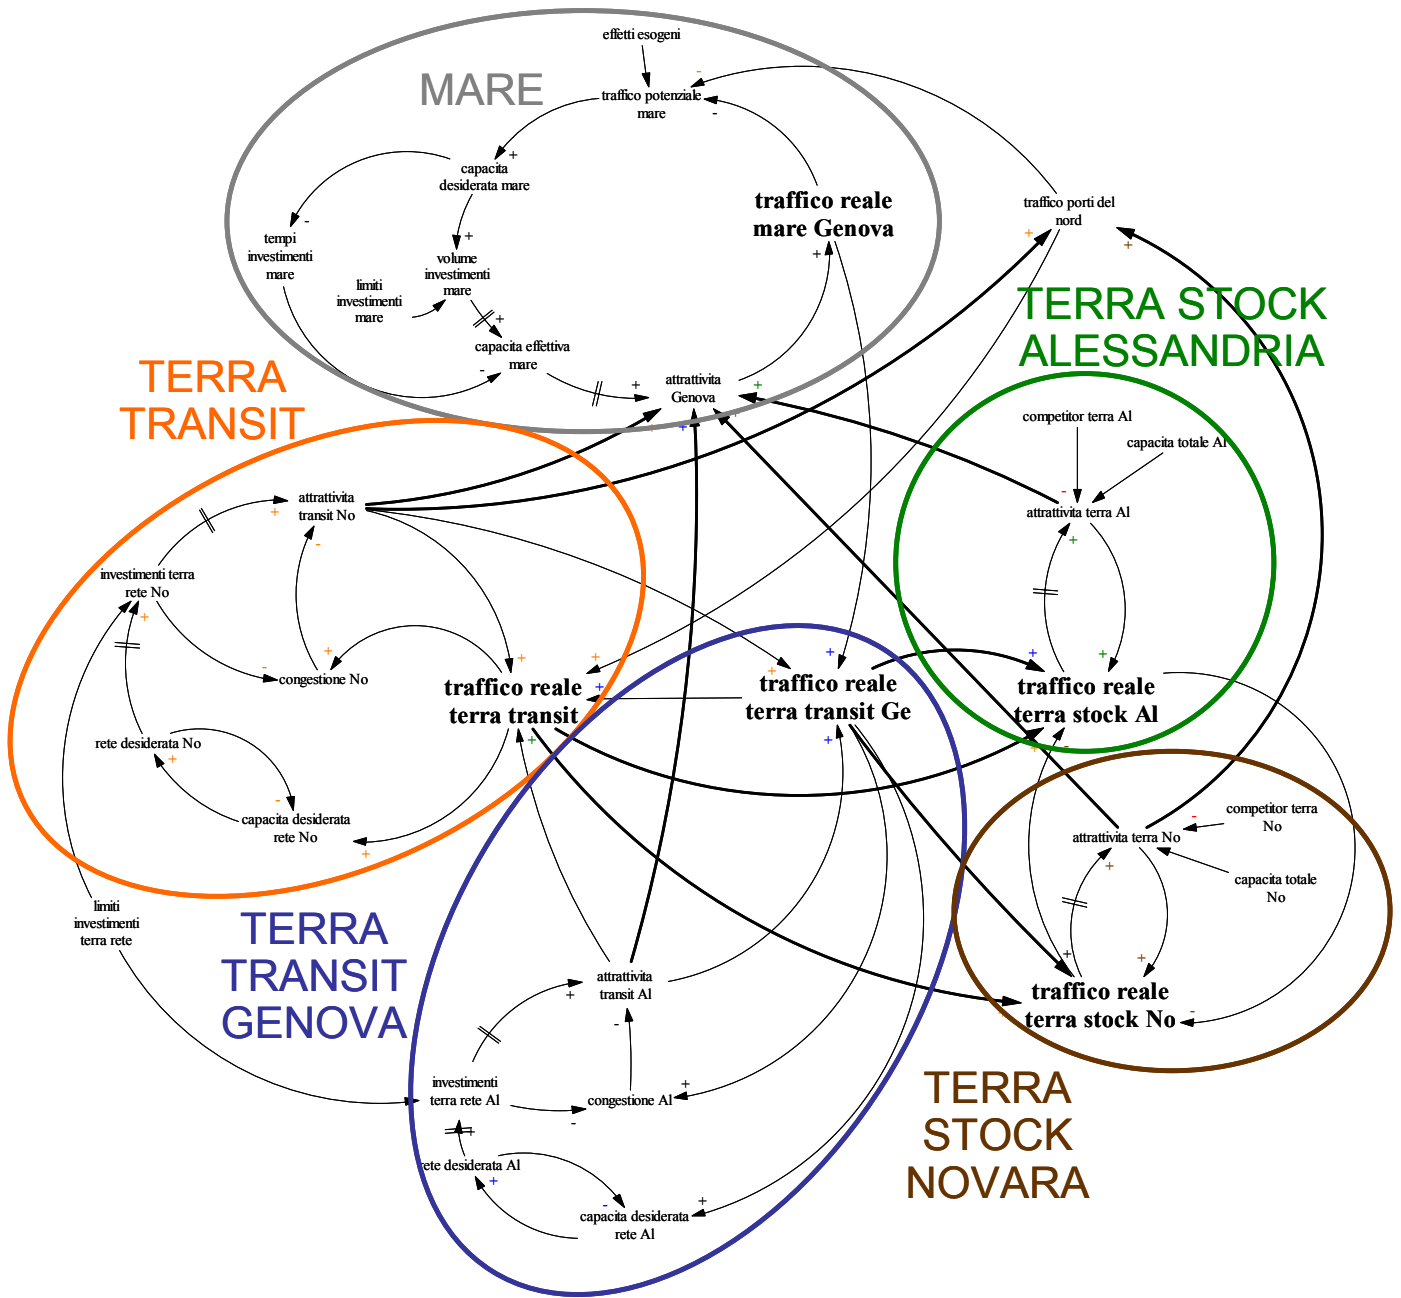 effetti esogeni
MARE
traffico potenziale
mare
capacita
desiderata mare
traffico reale
mare Genova
traffico porti del
nord
tempi
investimenti
mare
volume
investimenti
mare
limiti
investimenti
mare
capacita effettiva
mare
attrattivita
Genova
TERRA STOCK
ALESSANDRIA
TERRA
TRANSIT
competitor terra Al
capacita totale Al
attrattivita terra Al
attrattivita
transit No
investimenti terra
rete No
congestione No
traffico reale
terra transit
traffico reale
terra transit Ge
traffico reale
terra stock Al
rete desiderata No
capacita desiderata
rete No
competitor terra
No
attrattivita terra No
capacita totale
No
limiti
investimenti
terra rete
TERRA
TRANSIT
GENOVA
attrattivita
transit Al
traffico reale
terra stock No
investimenti
terra rete Al
congestione Al
TERRA
STOCK
NOVARA
rete desiderata Al
capacita desiderata
rete Al